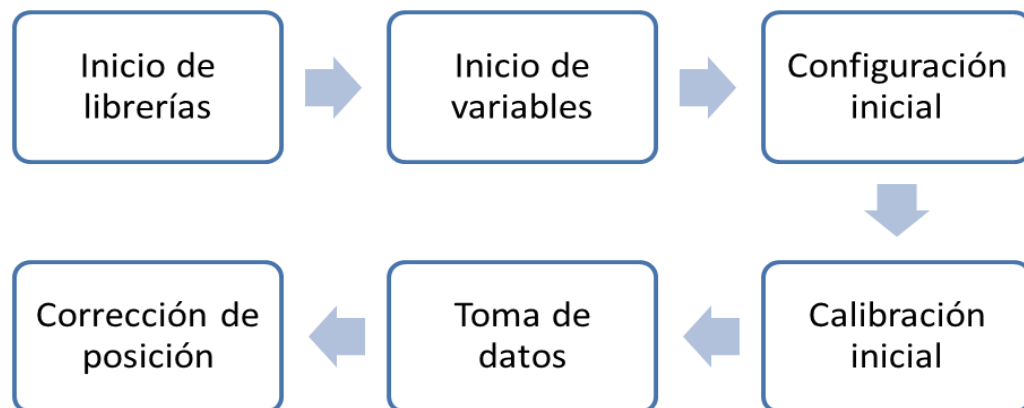 Inicio de
librerías
Inicio de
variables
Configuración
inicial
Calibración
inicial
Toma de
datos
Corrección de
posición